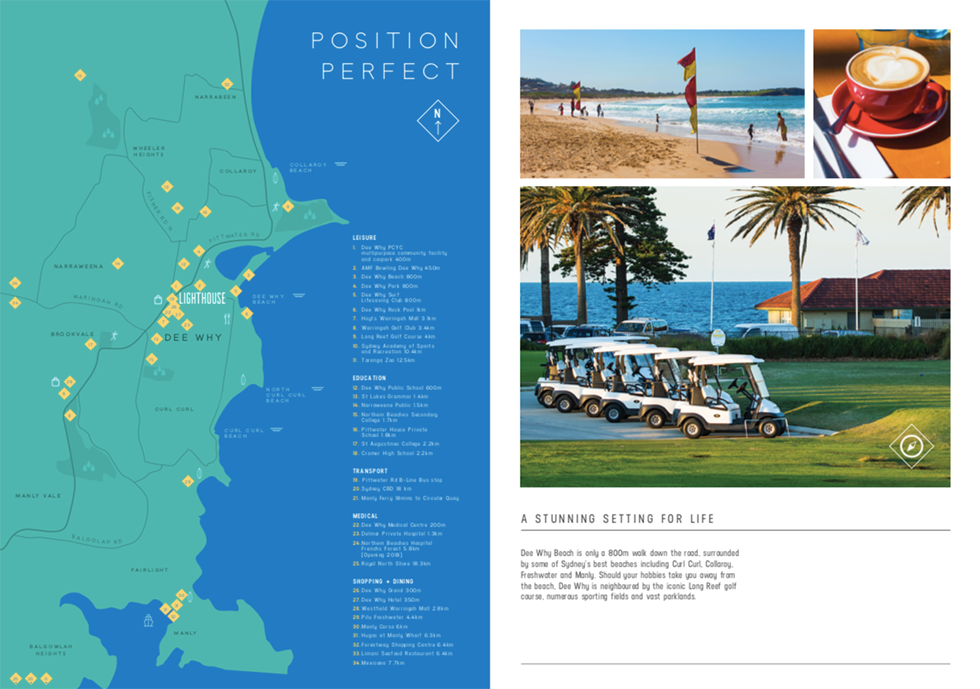 POSITION
PERFECT
N
NARRABEEN
WHEELER
HEIGHTS
COLLAROY
COLLAROY
BEACH
FISHER RD N
PITTWATER RD
NARRAWEENA
WARINGAH RD
LIGHTHOUSE
DEE WHY
BEACH
BROOKVALE
DEE WHY
NORTH
CURL CURL
BEACH
CURL CURL
CURL CURL
BEACH
MANLY VALE
BALGOLAH RD
FAIRLIGHT
MANLY
BALGOWLAH
HEIGHTS
LEISURE
1. Dee Why PCYC
multipurpose community facility
and carpark 400m
2. AMF Bowling Dee Why 450m
3. Dee Why Beach 800m
4. Dee Why Park 800m
5. Dee Why Surf
Lifesaving Club 800m
6. Dee Why Rock Pool 1km
7. Hoyts Warringah Mall 2.8km
8. Warringah Golf Club 3.4km
9. Long Reef Golf Course 4km
10. Sydney Academy of Sports
and Recreation 10.4km
11. Taronga Zoo 12.5km
EDUCATION
12. Dee Why Public School 600m
13. St Lukes Grammar 1.4km
14. Narraweena Public 1.5km
15. Northern Beaches Secondary
College 1.7km
16. Pittwater House Private
School 1.8km
17. St Augustines College 2.2km
18. Cromer High School 2.2km
TRANSPORT
19. Pittwater Rd B-Line Bus stop
20. Sydney CBD 18 km
21. Manly Ferry 18mins to Circular Quay
MEDICAL
22. Dee Why Medical Centre 200m
23. Delmar Private Hospital 1.3km
24. Northern Beaches Hospital
Frenchs Forest 5.8km
[Opening 2018]
25. Royal North Shore 18.3km
SHOPPING + DINING
26. Dee Why Grand 300m
27. Dee Why Hotel 350m
28. Westfield Warringah Mall 2.8km
29. Pilu Freshwater 4.4km
30. Manly Corso 6km
31. Hugos at Manly Wharf 6.3km
32. Forestway Shopping Centre 6.4km
33. Limani Seafood Restaurant 6.4km
34. Mexicano 7.7km
A STUNNING SETTING FOR LIFE
Dee Why Beach is only a 800m walk down the road, surrounded
by some of Sydney's best beaches including Curl Curl, Collaroy,
Freshwater and Manly. Should your hobbies take you away from
the beach, Dee Why is neighboured by the iconic Long Reef golf
course, numerous sporting fields and vast parklands.